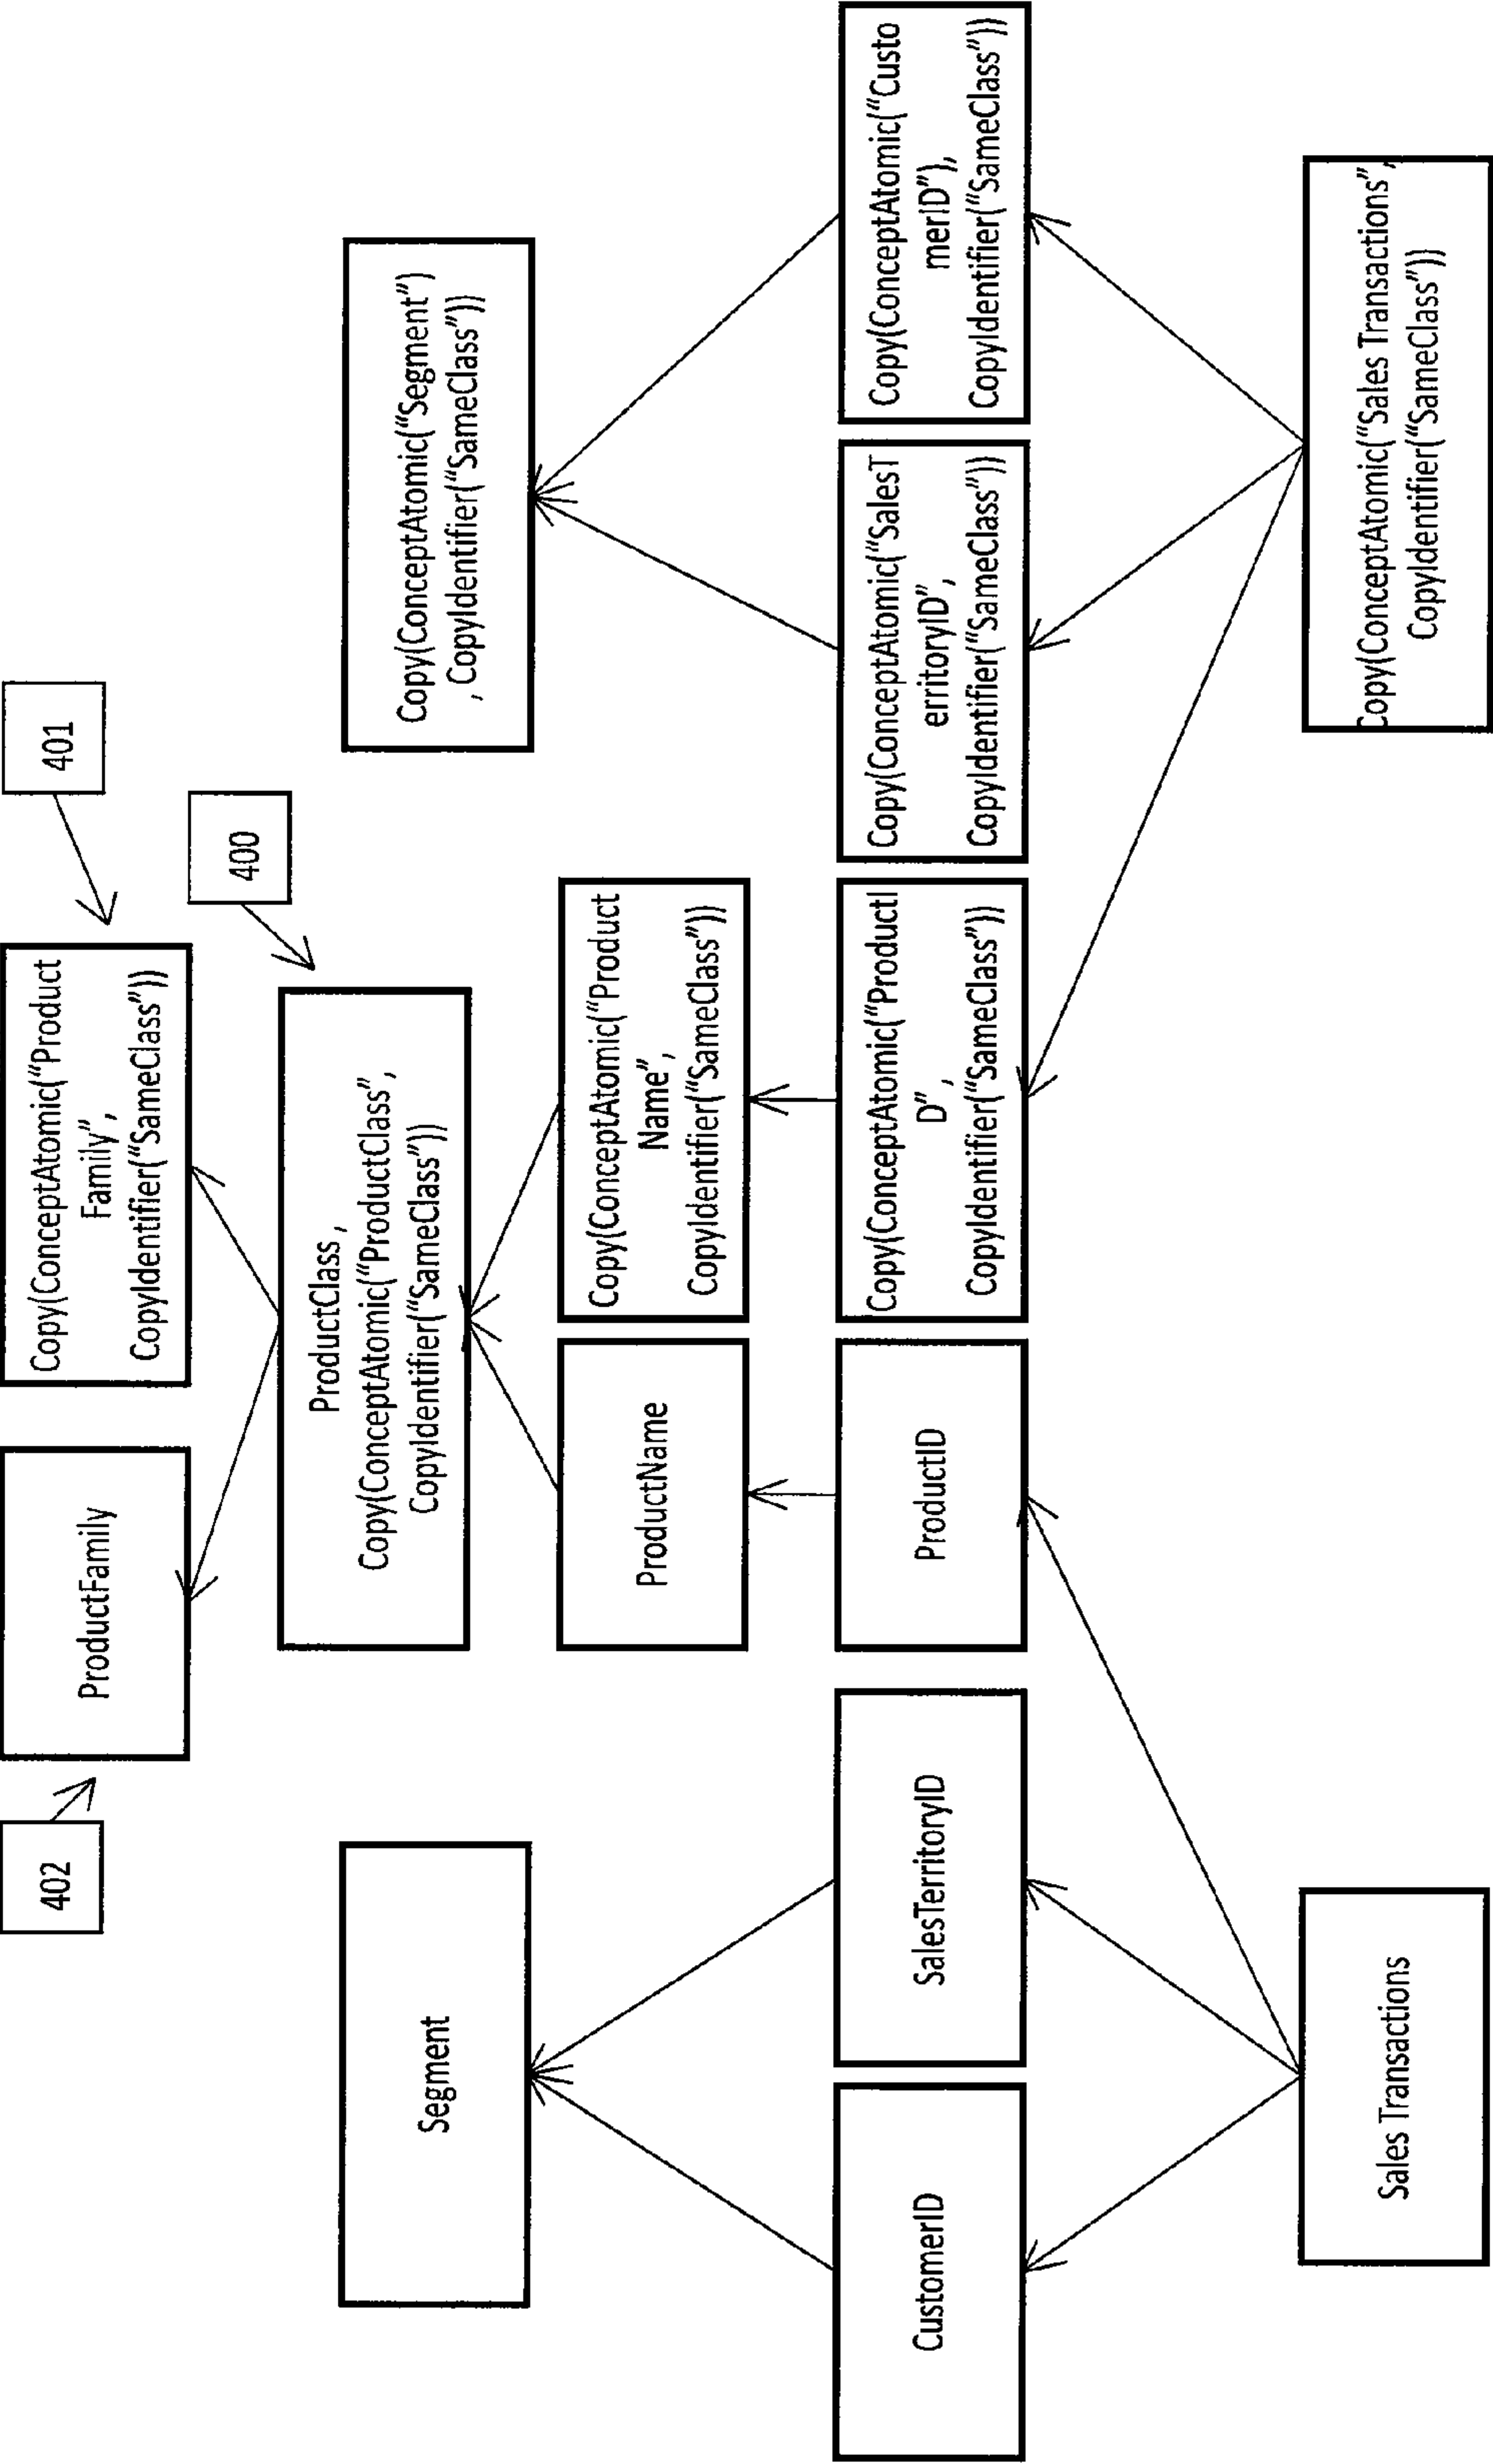 402
ProductFamily
Copy(ConceptAtomic(“Product
Family”,
CopyIdentifier(“SameClass”))
401
400
ProductClass,
Copy(ConceptAtomic(“ProductClass”,
CopyIdentifier(“SameClass”))
Segment
Copy(ConceptAtomic(“Segment”)
, CopyIdentifier(“SameClass”))
ProductName
Copy(ConceptAtomic(“Product
Name”,
CopyIdentifier(“SameClass”))
CustomerID
SalesTerritoryID
ProductID
Copy(ConceptAtomic(“ProductI
D”,
CopyIdentifier(“SameClass”))
Copy(ConceptAtomic(“SalesT
erritoryID”,
CopyIdentifier(“SameClass”))
Copy(ConceptAtomic(“Custo
merID”),
CopyIdentifier(“SameClass”))
Sales Transactions
Copy(ConceptAtomic(“Sales Transactions”,
CopyIdentifier(“SameClass”))